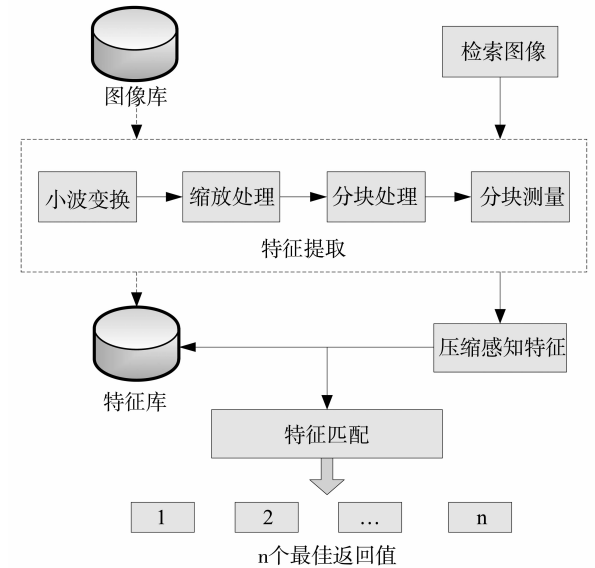 图像库
检索图像
小波变换
缩放处理
分块处理
分块测量
特征提取
特征库
压缩感知特征
特征匹配
1
2
…
n
n个最佳返回值